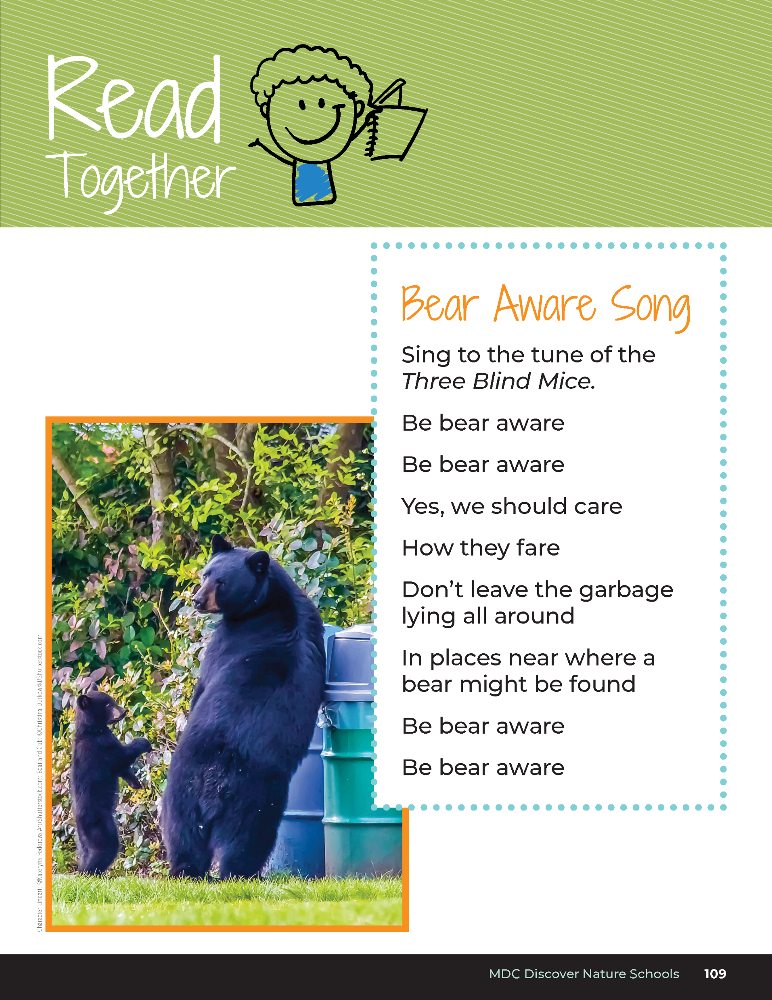 Read
Together
Bear Aware Song
Sing to the tune of the
Three Blind Mice.
Be bear aware
Be bear aware
Yes, we should care
How they fare
Don’t leave the garbage
lying all around
In places near where a
bear might be found
Be bear aware
Be bear aware
Character Lineart: @Kateryna Fedorova Art/Shutterstock.com; Bear and Cub: ©Christina Dutkowski/Shutterstock.com
MDC Discover Nature Schools 109